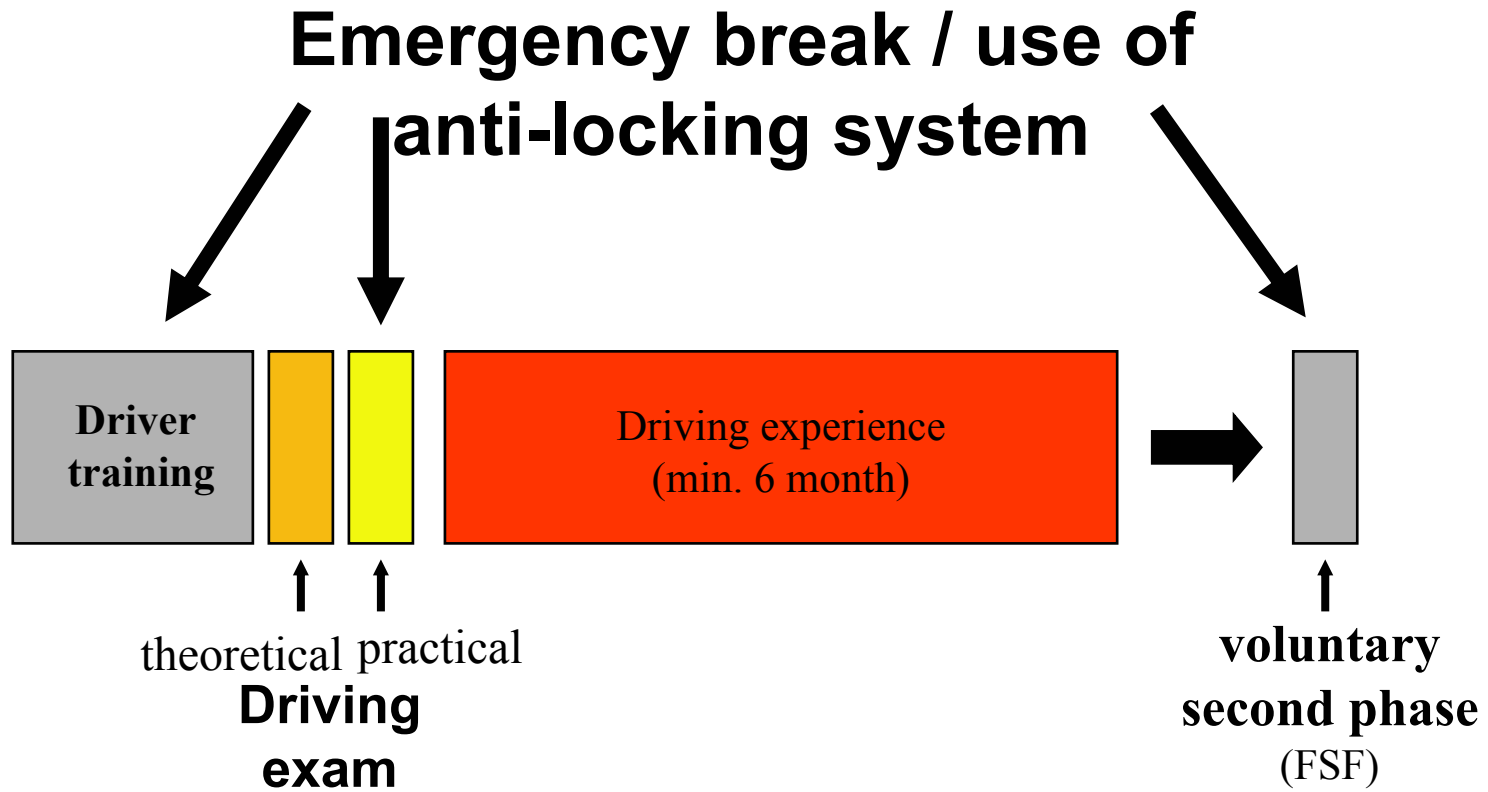 Emergency break / use of
anti-locking system
Driver
training
Driving experience
(min. 6 month)
theoretical practical
Driving
exam
voluntary
second phase
(FSF)